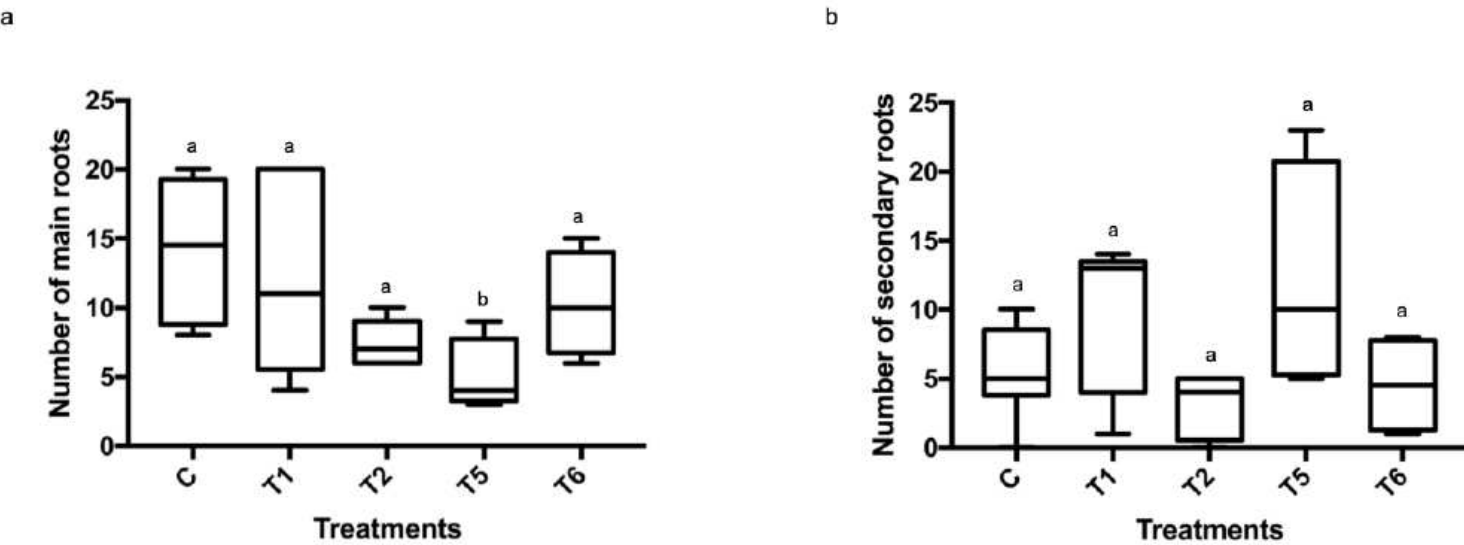 a
Number of main roots
25
20
15
10
5
0
a
a
a
b
a
C
T1
T2
T5
T6
Treatments
b
Number of secondary roots
25
20
15
10
5
0
a
a
a
a
a
C
T1
T2
T5
T6
Treatments